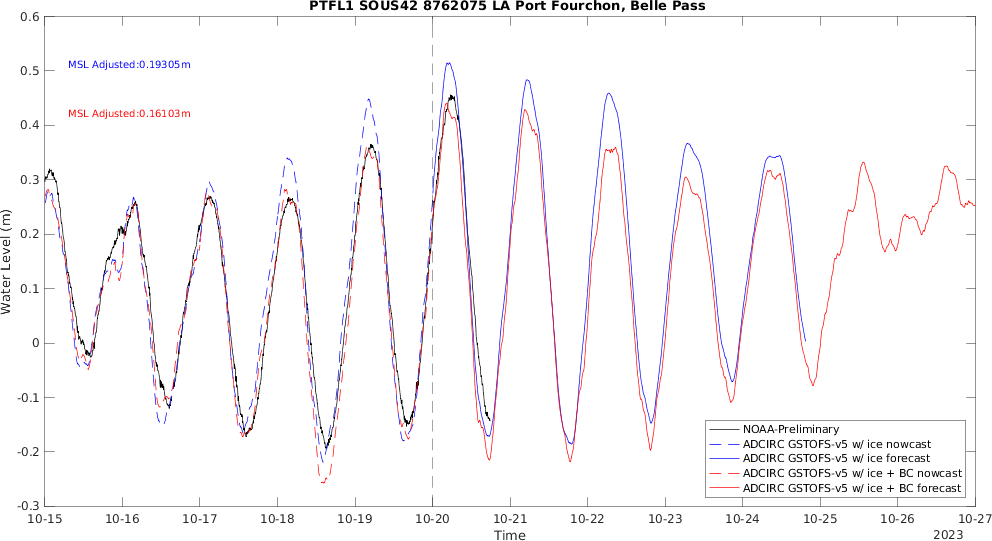 PTFL1 SOUS42 8762075 LA Port Fourchon, Belle Pass
0.6
0.5
0.4
0.3
0.2
0.1
0
-0.1
-0.2
-0.3
Water Level (m)
MSL Adjusted:0.19305m
MSL Adjusted:0.16103m
NOAA-Preliminary
ADCIRC GSTOFS-v5 w/ ice nowcast
ADCIRC GSTOFS-v5 w/ ice forecast
ADCIRC GSTOFS-v5 w/ ice + BC nowcast
ADCIRC GSTOFS-v5 w/ ice + BC forecast
10-15 10-16 10-17 10-18 10-19 10-20 10-21 10-22 10-23 10-24 10-25 10-26 10-27
Time
2023